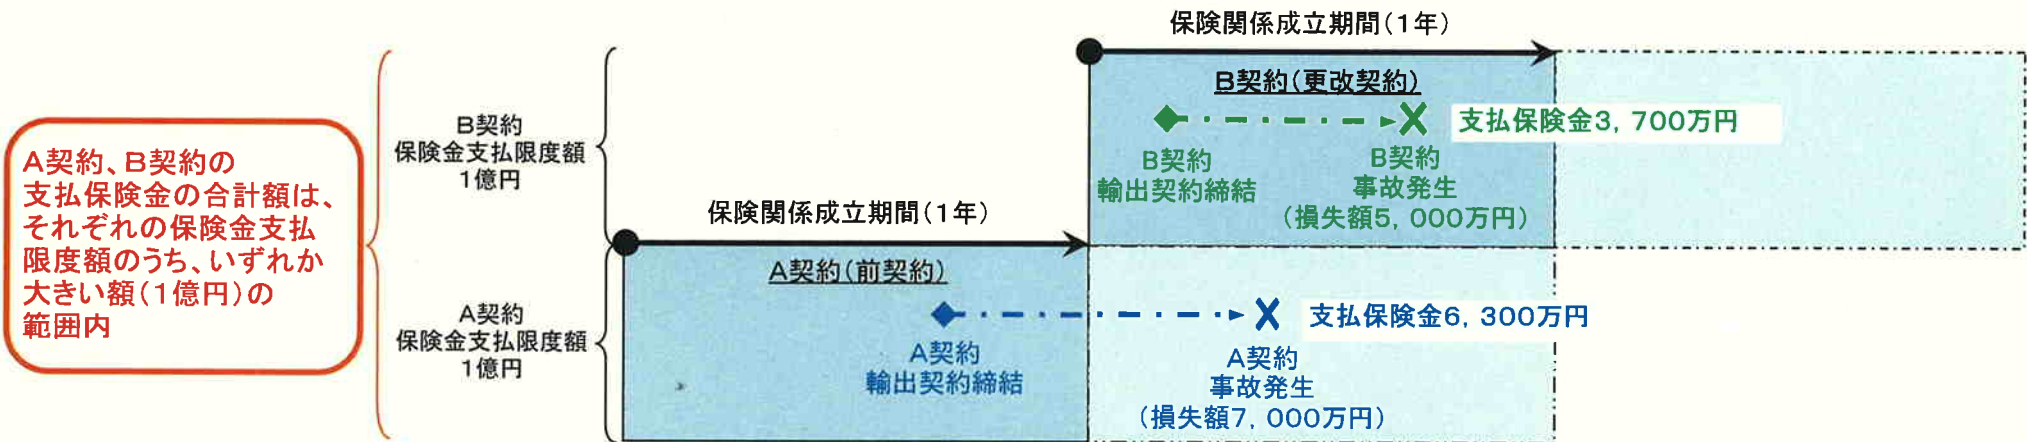 保険関係成立期間(1年)
B契約(更改契約)
支払保険金3,700万円
B契約
輸出契約締結
B契約
事故発生
(損失額5,000万円)
B契約
保険金支払限度額
1億円
A契約、B契約の
支払保険金の合計額は、
それぞれの保険金支払
限度額のうち、いずれか
大きい額(1億円)の
範囲内
保険関係成立期間(1年)
A契約(前契約)
A契約
保険金支払限度額
1億円
支払保険金6,300万円
A契約
輸出契約締結
A契約
事故発生
(損失額7,000万円)